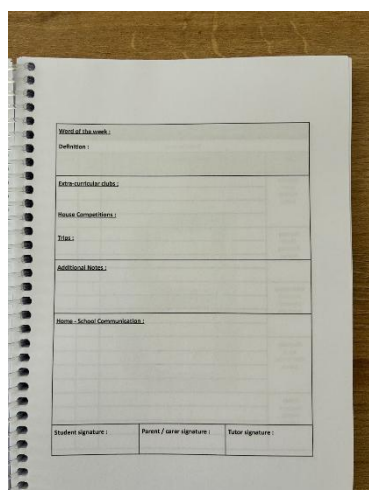 Word of the week :
Definition :
Extra-curricular clubs :
House Competitions :
Trips :
Additional Notes :
Home - School Communication :
Student signature :
Parent / carer signature :
Tutor signature :